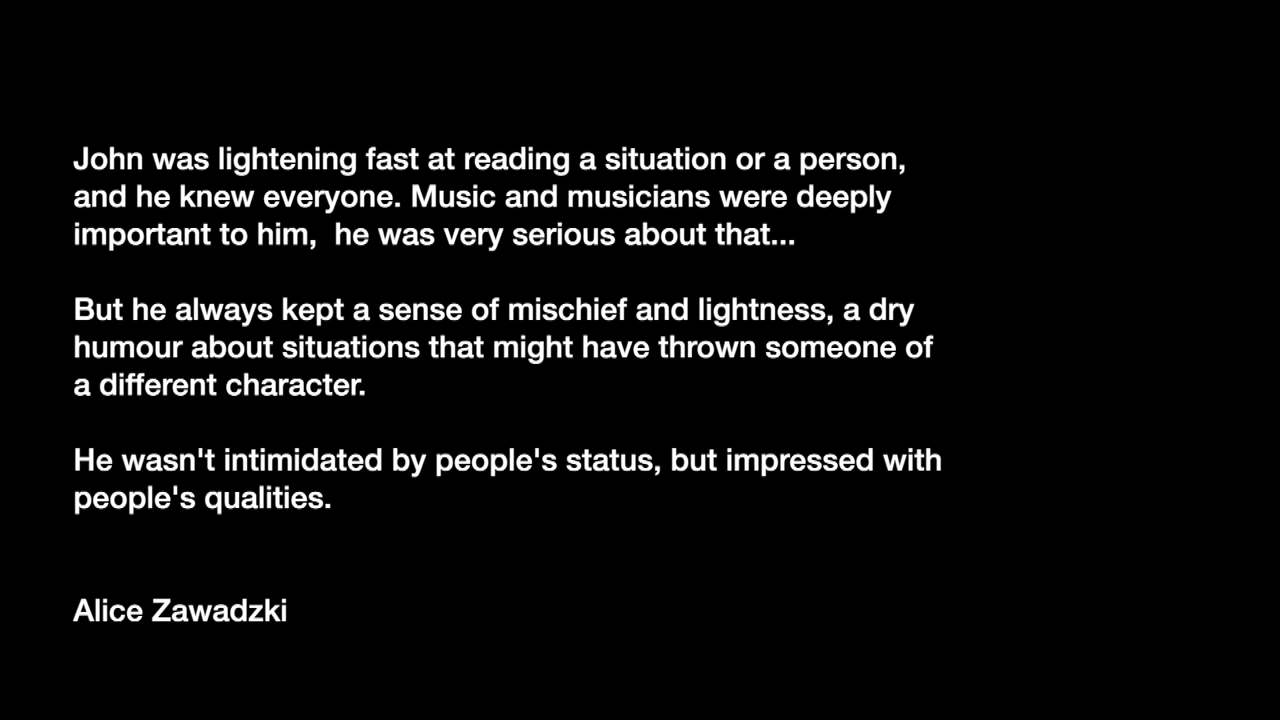 John was lightening fast at reading a situation or a person,
and he knew everyone. Music and musicians were deeply
important to him,  he was very serious about that...
But he always kept a sense of mischief and lightness, a dry
humour about situations that might have thrown someone of
a different character.
He wasn't intimidated by people's status, but impressed with
people's qualities.
Alice Zawadzki